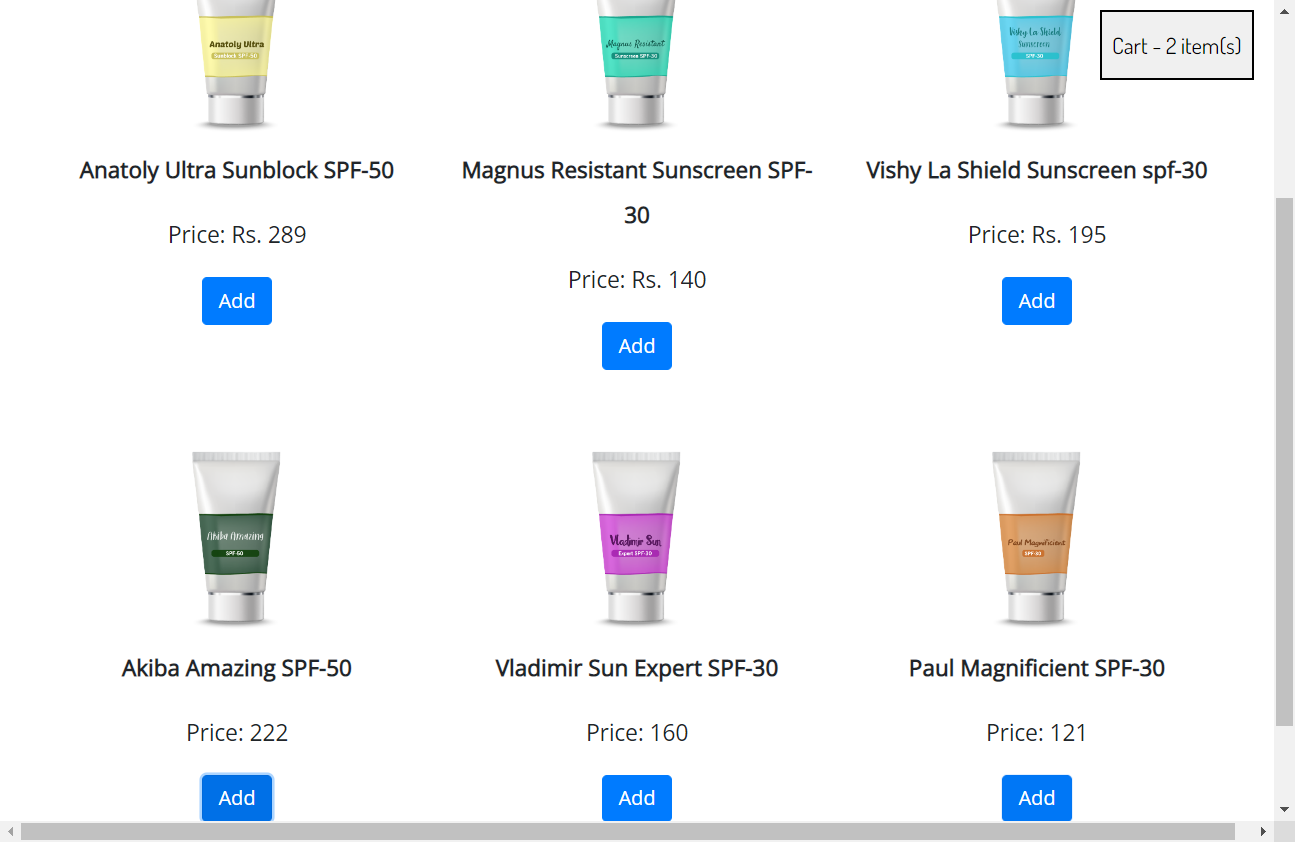 Anatoly Ultra
Sunblock SPF-50
Magnus Resistant
Sunscreen SPF-30
Vishy La Shield
Sunscreen
SPF-30
Cart - 2 item(s)
Anatoly Ultra Sunblock SPF-50
Magnus Resistant Sunscreen SPF-
30
Vishy La Shield Sunscreen spf-30
Price: Rs. 289
Price: Rs. 140
Price: Rs. 195
Add
Add
Add
Akiba Amazing
SPF-50
Vladimir Sun
Expert SPF-30
Paul Magnificient
SPF-30
Akiba Amazing SPF-50
Vladimir Sun Expert SPF-30
Paul Magnificient SPF-30
Price: 222
Price: 160
Price: 121
Add
Add
Add